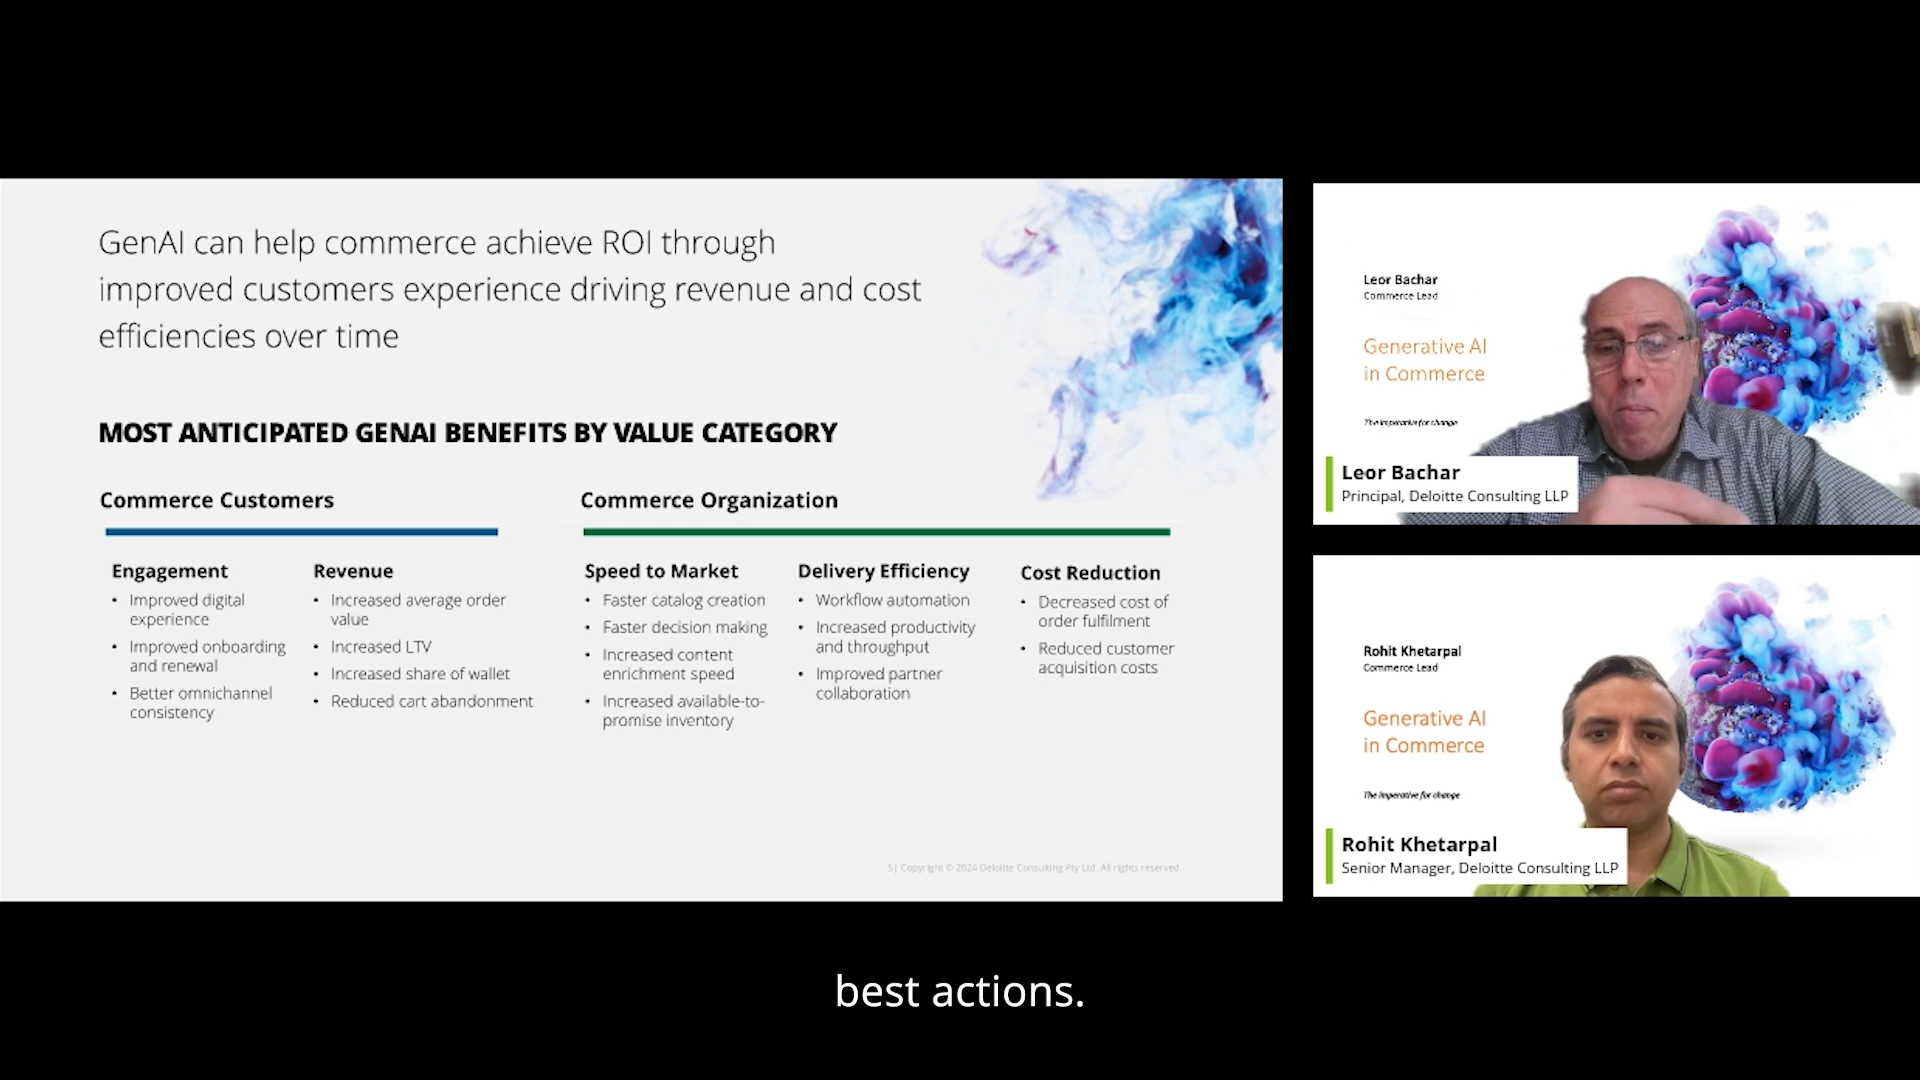 GenAI can help commerce achieve ROI through
improved customers experience driving revenue and cost
efficiencies over time
MOST ANTICIPATED GENAI BENEFITS BY VALUE CATEGORY
Commerce Customers
Engagement
• Improved digital
experience
• Improved onboarding
and renewal
• Better omnichannel
consistency
Revenue
• Increased average order
value
• Increased LTV
• Increased share of wallet
• Reduced cart abandonment
Commerce Organization
Speed to Market
• Faster catalog creation
• Faster decision making
• Increased content
enrichment speed
• Increased available-to-
promise inventory
Delivery Efficiency
• Workflow automation
• Increased productivity
and throughput
• Improved partner
collaboration
Cost Reduction
• Decreased cost of
order fulfilment
• Reduced customer
acquisition costs
5| Copyright © 2024 Deloitte Consulting Pty Ltd. All rights reserved.
Leor Bachar
Commerce Lead
Generative AI
in Commerce
The imperative for change
Leor Bachar
Principal, Deloitte Consulting LLP
Rohit Khetarpal
Commerce Lead
Generative AI
in Commerce
The imperative for change
Rohit Khetarpal
Senior Manager, Deloitte Consulting LLP
best actions.